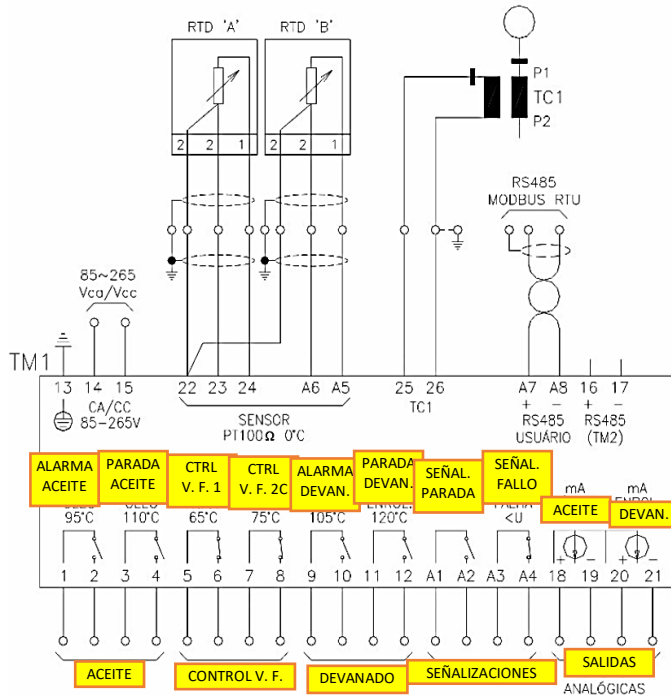 RTD 'A' RTD 'B'
P1
TC1
P2
2 2 1 2 2 1
RS485
MODBUS RTU
85~265
Vca/Vcc
TM1
13 14 15 22 23 24 A6 A5 25 26 A7 A8 16 17
+ - + -
CA/CC
85-265V
SENSOR
PT100Ω 0°C
TC1
RS485
USUÁRIO
RS485
(TM2)
ALARMA
ACEITE
PARADA
ACEITE
CTRL
V. F. 1
CTRL
V. F. 2C
ALARMA
DEVAN.
PARADA
DEVAN.
SEÑAL.
PARADA
SEÑAL.
FALLO
mA
ACEITE
mA
DEVAN.
95°C 110°C 65°C 75°C 105°C 120°C <U
+ - + -
1 2 3 4 5 6 7 8 9 10 11 12 A1 A2 A3 A4 18 19 20 21
ACEITE
CONTROL V. F.
DEVANADO
SEÑALIZACIONES
SALIDAS
ANALÓGICAS